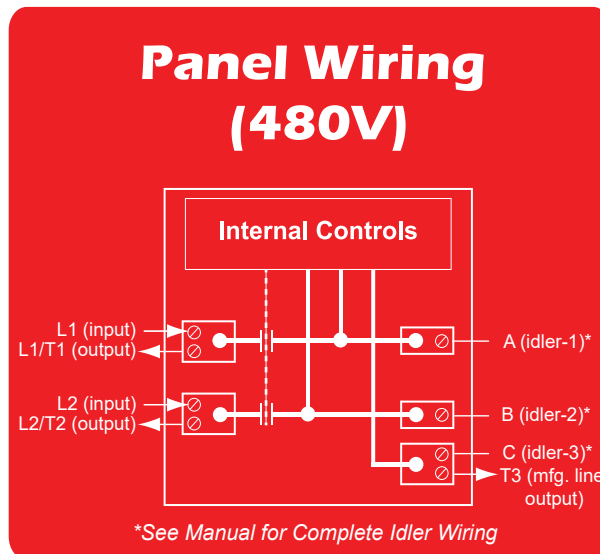 Panel Wiring
(480V)
Internal Controls
L1 (input)
L1/T1 (output)
L2 (input)
L2/T2 (output)
A (idler-1)*
B (idler-2)*
C (idler-3)*
T3 (mfg. line
output)
*See Manual for Complete Idler Wiring